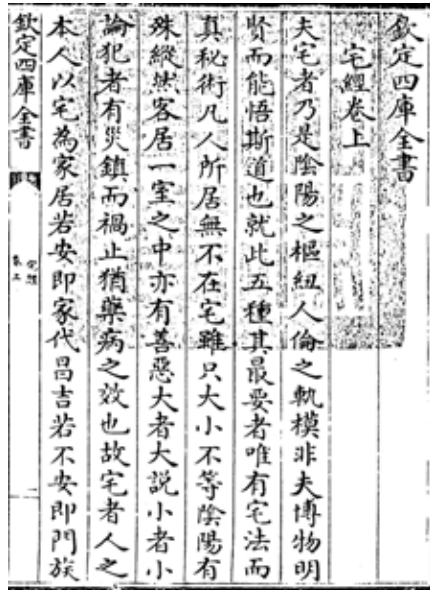 欽定四庫全書
宅經卷上
夫宅者乃是陰陽之樞紐人倫之軌模非夫博物明
賢而能悟斯道也就此五種其最要者唯有宅法而
真秘術凡人所居無不在宅雖只大小不等陰陽有
殊縱然客居一室之中亦有善惡大者大說小者小
論犯者有災鎮而禍止猶藥病之效也故宅者人之
本人以宅為家居若安即家代昌吉若不安即門族
欽定四庫全書
宅經
卷上
一